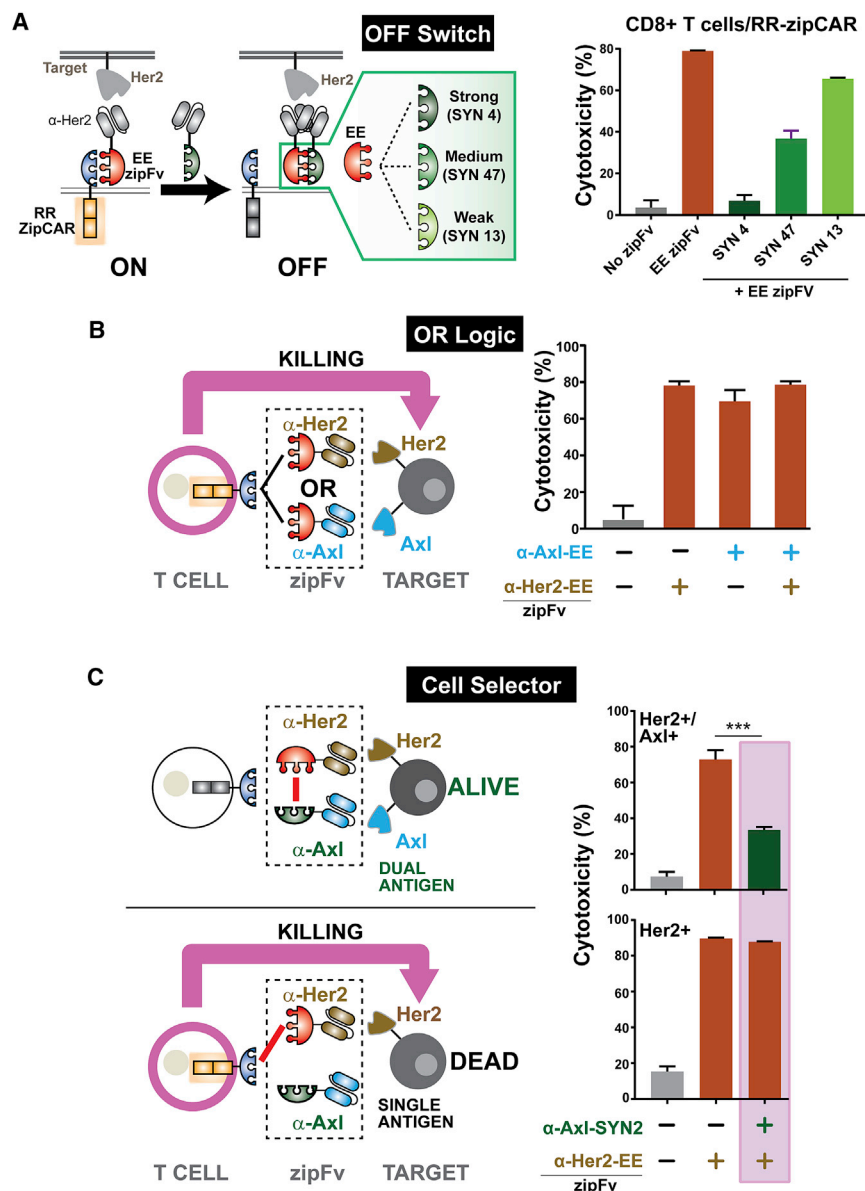 A
OFF Switch
Target
Her2
α-Her2
EE
zipFv
RR
ZipCAR
ON
Her2
OFF
EE
Strong
(SYN 4)
Medium
(SYN 47)
Weak
(SYN 13)
CD8+ T cells/RR-zipCAR
Cytotoxicity (%)
80
60
40
20
0
No zipFv
EE zipFv
SYN 4
SYN 47
SYN 13
+ EE zipFV
B
OR Logic
KILLING
α-Her2
OR
α-Axl
Her2
Axl
T CELL
zipFv
TARGET
Cytotoxicity (%)
100
80
60
40
20
0
α-Axl-EE − − + +
α-Her2-EE − + − +
zipFv
C
Cell Selector
α-Her2
α-Axl
Her2
ALIVE
Axl
DUAL
ANTIGEN
KILLING
α-Her2
α-Axl
Her2
DEAD
SINGLE
ANTIGEN
T CELL
zipFv
TARGET
Cytotoxicity (%)
Her2+/
Axl+
***
100
80
60
40
20
0
Her2+
100
80
60
40
20
0
α-Axl-SYN2 − − +
α-Her2-EE − + +
zipFv